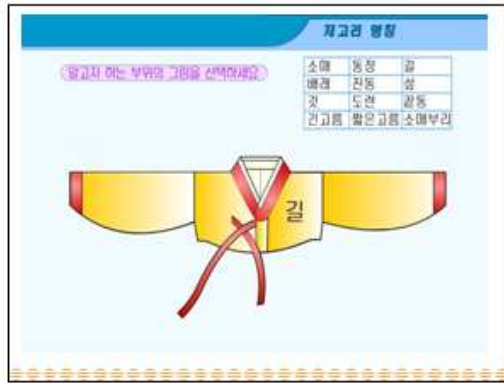 저고리 명칭
알고자 하는 부위의 그림을 선택하세요
소매 동정 길
배래 진동 섶
깃 도련 끝동
긴고름 짧은고름 소매부리
길